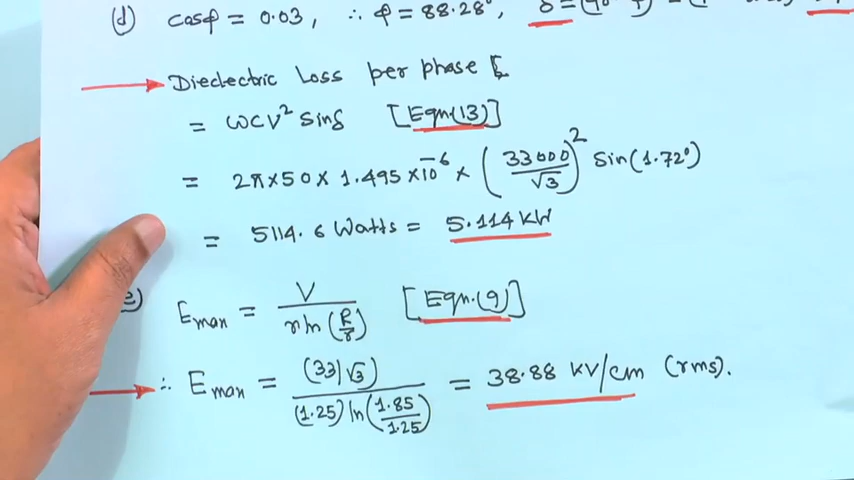 (d) cosφ = 0.03, ∴ φ = 88.28°, δ =
Dieclectric Loss per phase
= ωcv² sinδ [Eqn(13)]
= 2π×50×1.495×10⁻⁶ × (33000/√3)² sin(1.72°)
= 5114.6 Watts = 5.114 KW
e) Emax = V/(r ln(R/r)) [Eqn.(9)]
∴ Emax = (33/√3)/((1.25) ln(1.85/1.25)) = 38.88 KV/cm (rms).